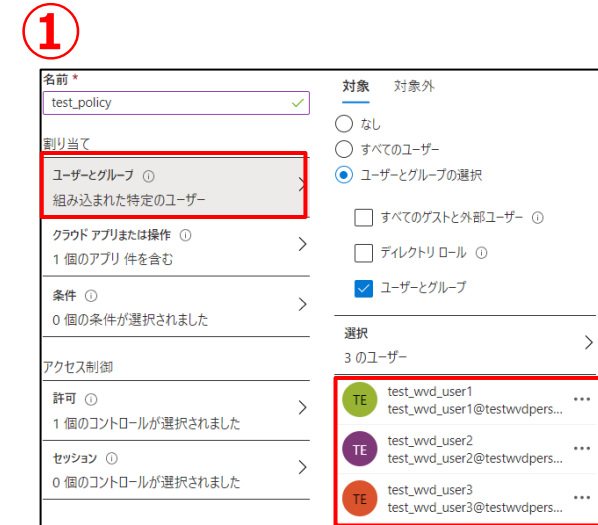 ①
名前 *
test_policy
割り当て
ユーザーとグループ
組み込まれた特定のユーザー
クラウド アプリまたは操作
1 個のアプリ 件を含む
条件
0 個の条件が選択されました
アクセス制御
許可
1 個のコントロールが選択されました
セッション
0 個のコントロールが選択されました
対象 対象外
なし
すべてのユーザー
ユーザーとグループの選択
すべてのゲストと外部ユーザー
ディレクトリ ロール
ユーザーとグループ
選択
3 のユーザー
TE test_wvd_user1
test_wvd_user1@testwvdpers...
TE test_wvd_user2
test_wvd_user2@testwvdpers...
TE test_wvd_user3
test_wvd_user3@testwvdpers...